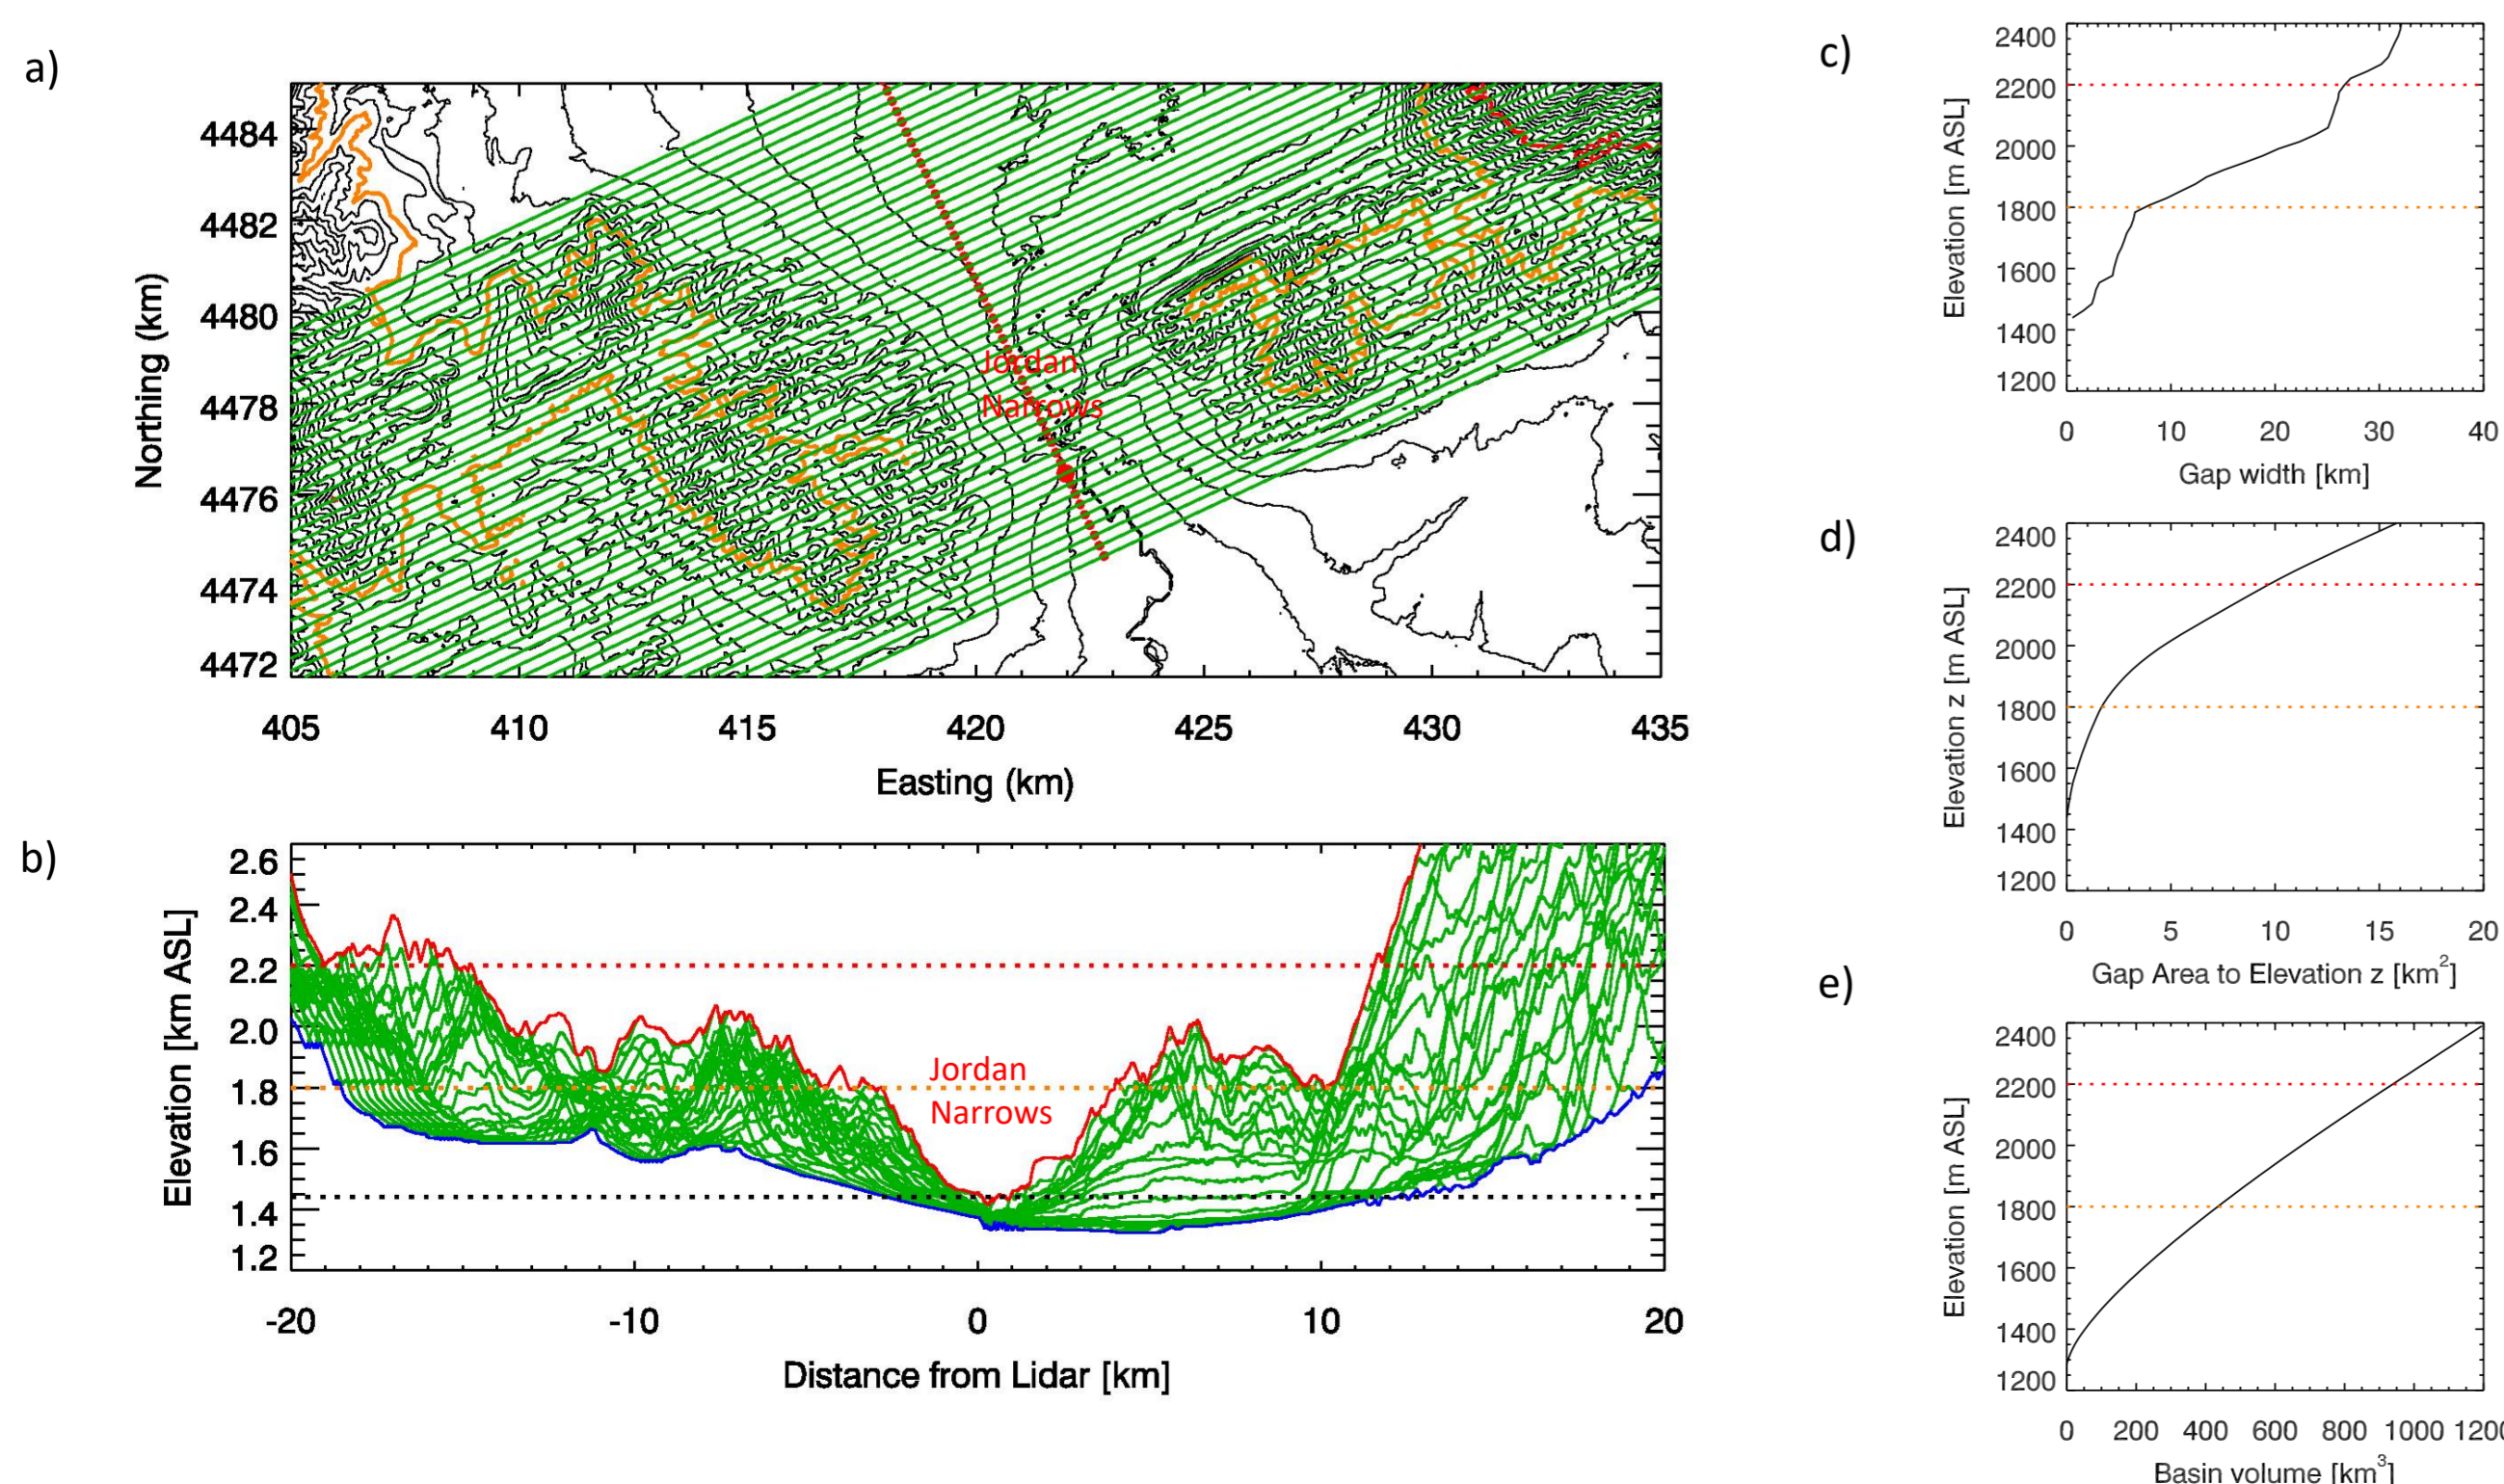 a)
4484
4482
4480
4478
4476
4474
4472
Northing (km)
Jordan
Narrows
405 410 415 420 425 430 435
Easting (km)
b)
2.6
2.4
2.2
2.0
1.8
1.6
1.4
1.2
Elevation [km ASL]
Jordan
Narrows
-20 -10 0 10 20
Distance from Lidar [km]
c)
2400
2200
2000
1800
1600
1400
1200
Elevation [m ASL]
0 10 20 30 40
Gap width [km]
d)
2400
2200
2000
1800
1600
1400
1200
Elevation z [m ASL]
0 5 10 15 20
Gap Area to Elevation z [km²]
e)
2400
2200
2000
1800
1600
1400
1200
Elevation [m ASL]
0 200 400 600 800 1000 1200
Basin volume [km³]